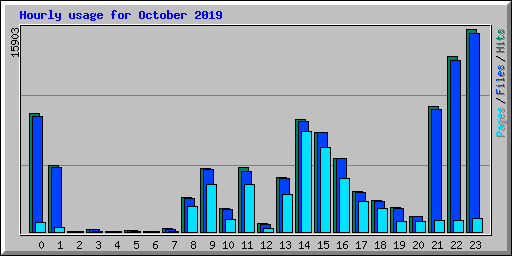 Hourly usage for October 2019
15903
Pages / Files / Hits
0 1 2 3 4 5 6 7 8 9 10 11 12 13 14 15 16 17 18 19 20 21 22 23